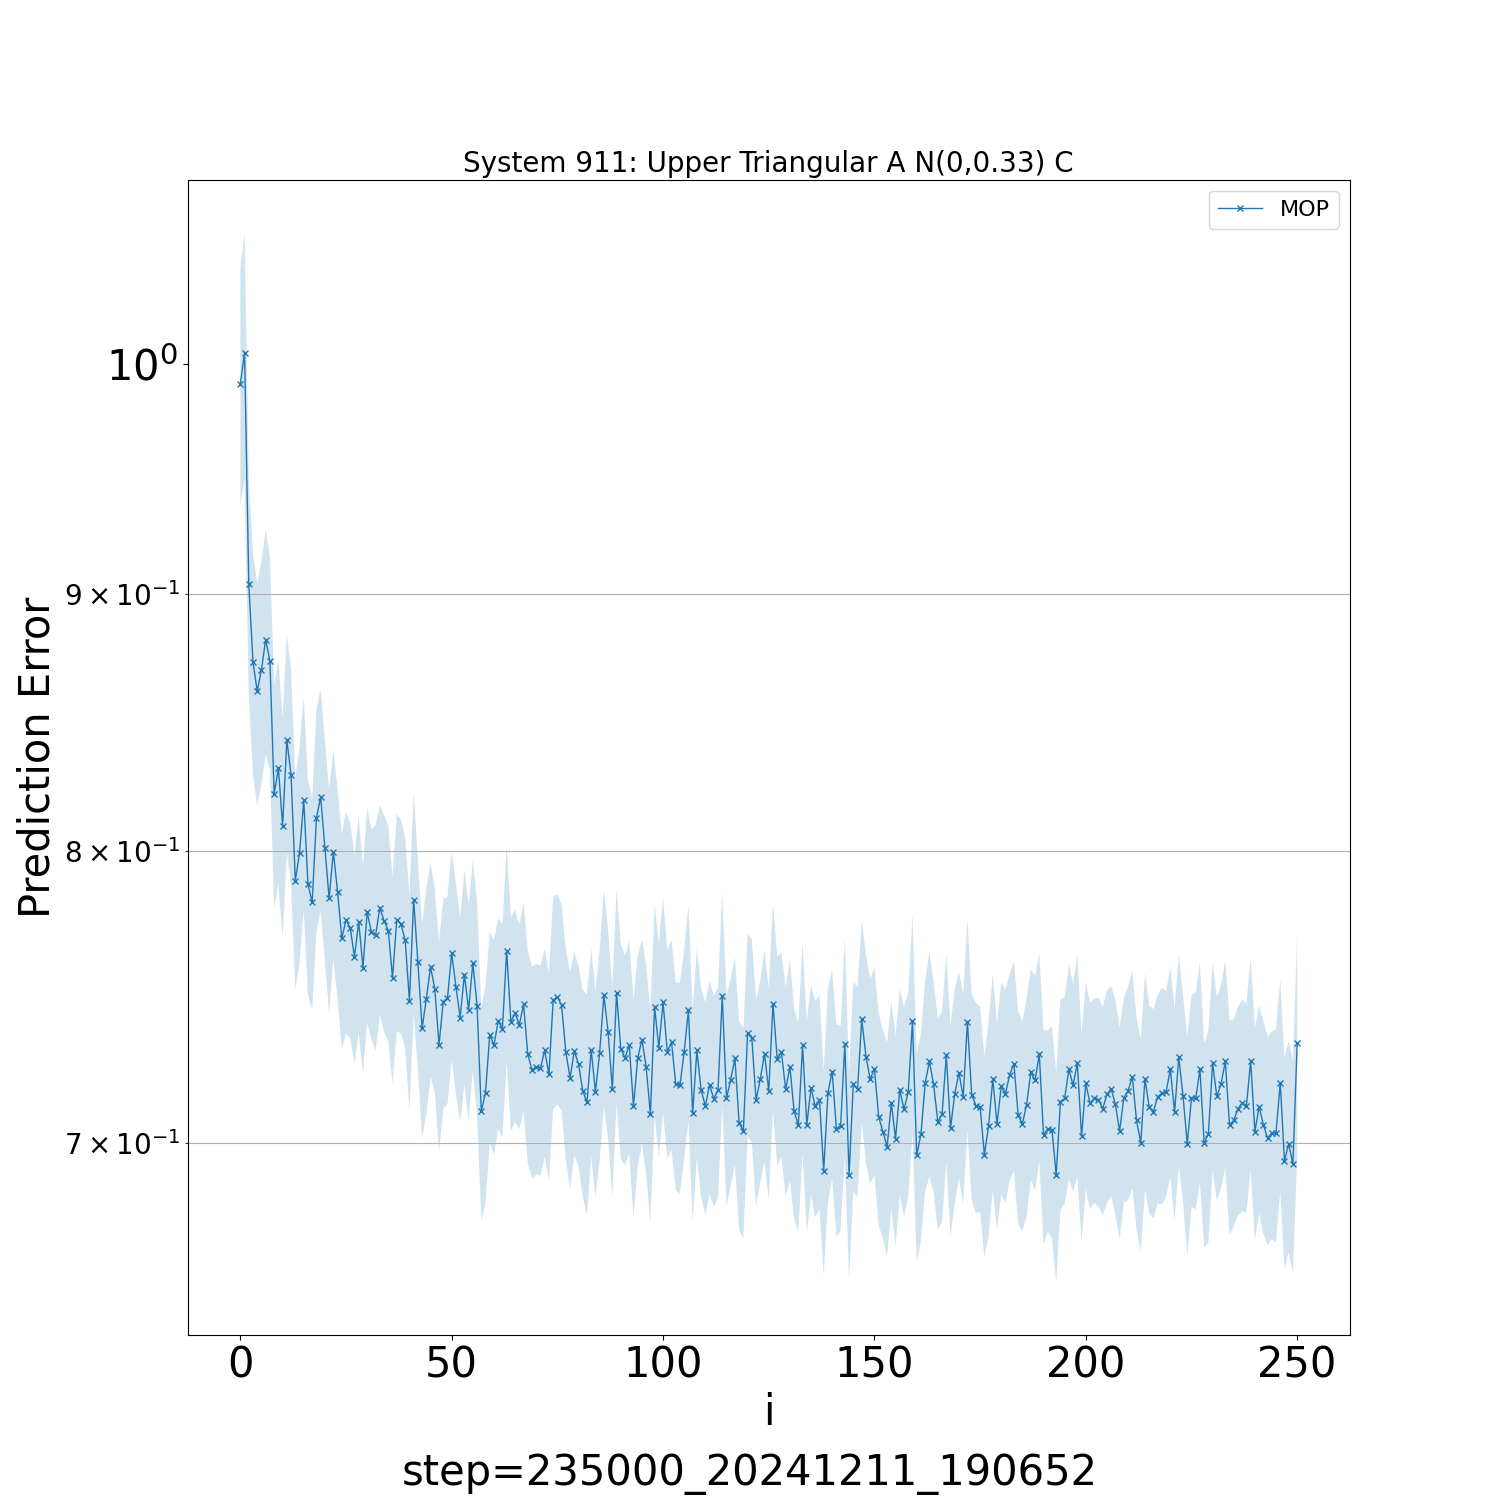 System 911: Upper Triangular A N(0,0.33) C
MOP
10⁰
9 × 10⁻¹
8 × 10⁻¹
7 × 10⁻¹
Prediction Error
0 50 100 150 200 250
i
step=235000_20241211_190652